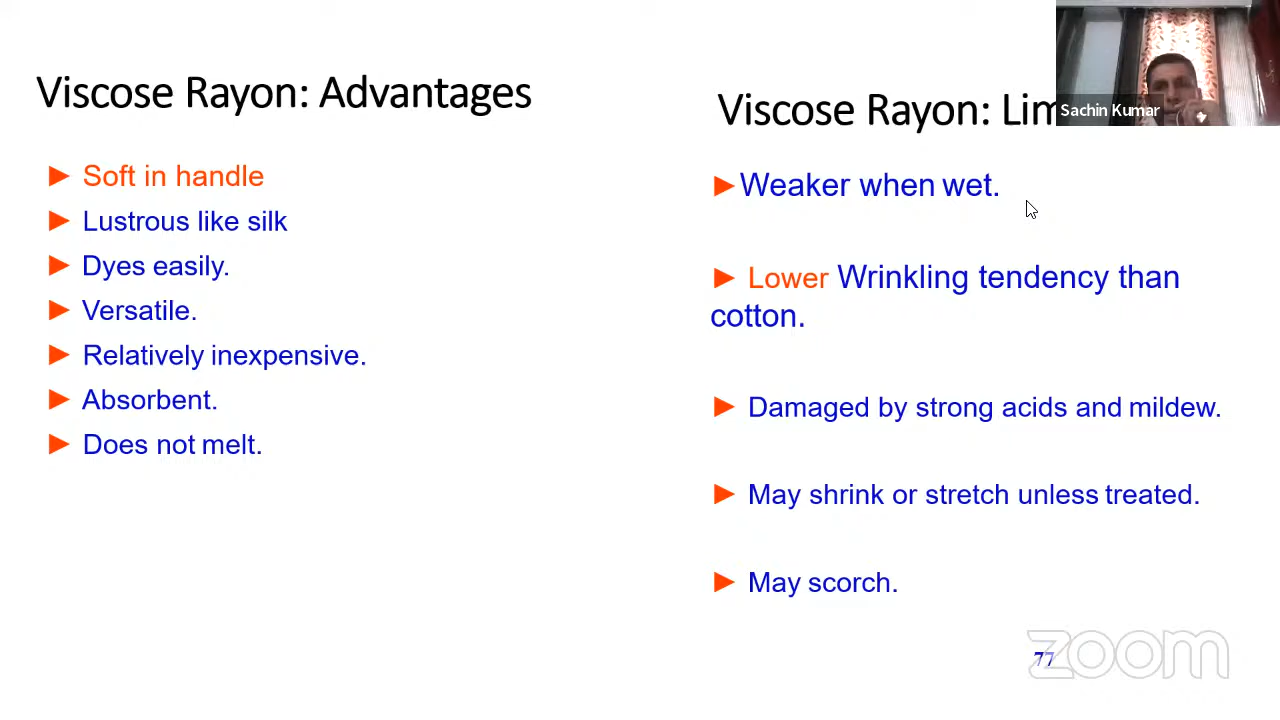 Viscose Rayon: Advantages
► Soft in handle
► Lustrous like silk
► Dyes easily.
► Versatile.
► Relatively inexpensive.
► Absorbent.
► Does not melt.
Viscose Rayon: Lim
►Weaker when wet.
► Lower Wrinkling tendency than
cotton.
► Damaged by strong acids and mildew.
► May shrink or stretch unless treated.
► May scorch.
Sachin Kumar
77
zoom